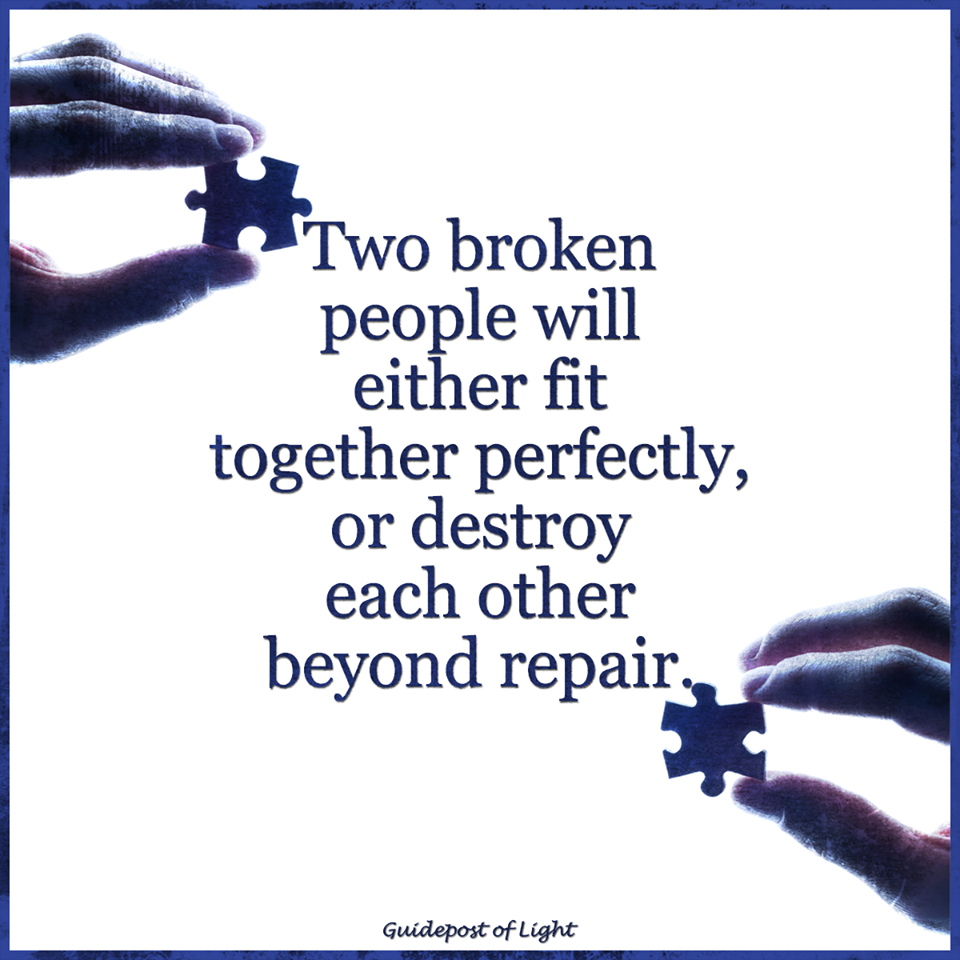 Two broken
people will
either fit
together perfectly,
or destroy
each other
beyond repair.
Guidepost of Light